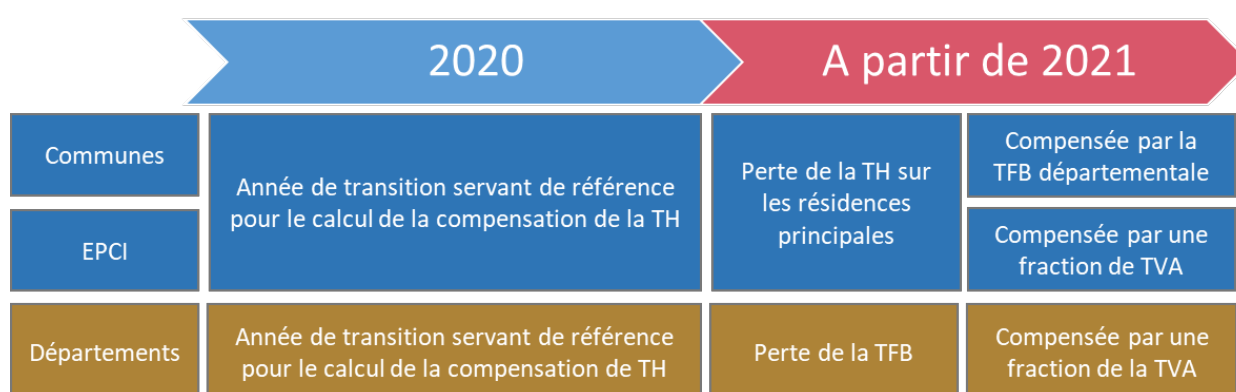 2020
A partir de 2021
Communes
EPCI
Année de transition servant de référence
pour le calcul de la compensation de la TH
Perte de la TH sur
les résidences
principales
Compensée par la
TFB départementale
Compensée par une
fraction de TVA
Départements
Année de transition servant de référence
pour le calcul de la compensation de TH
Perte de la TFB
Compensée par une
fraction de la TVA